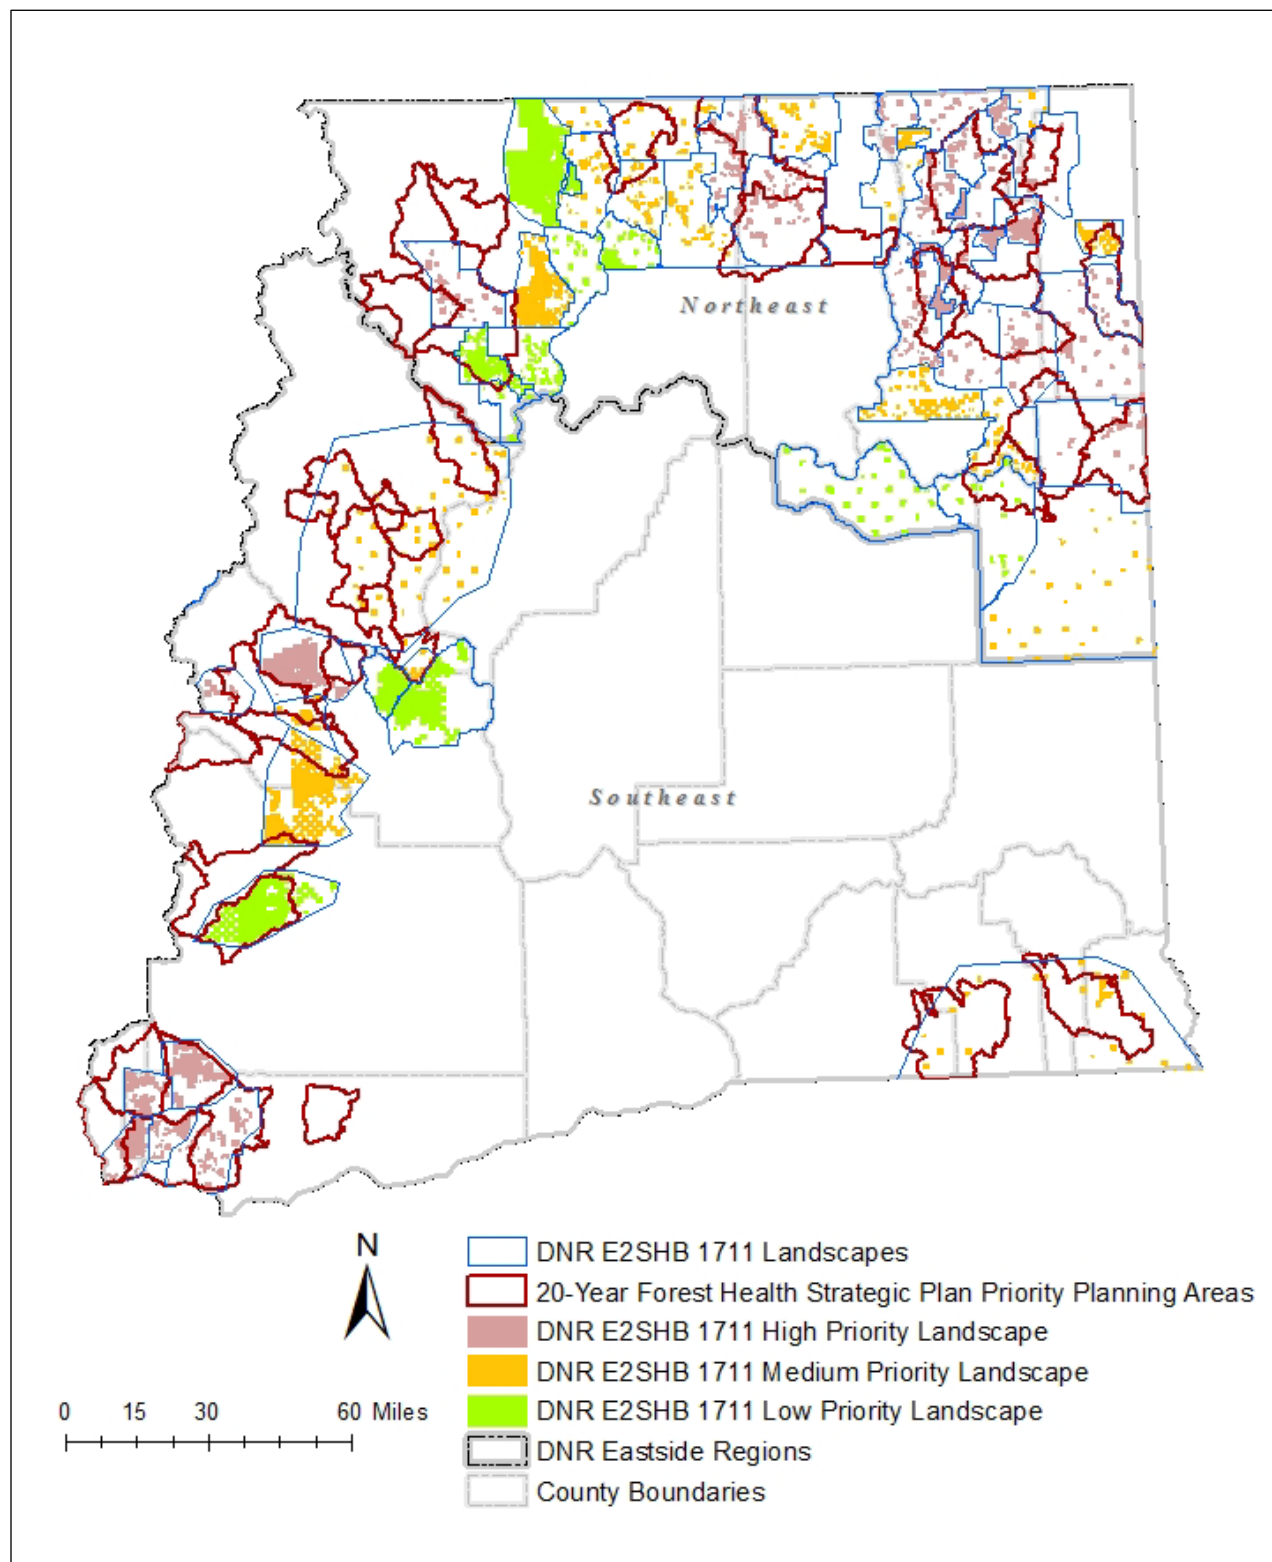 Northeast
Southeast
N
DNR E2SHB 1711 Landscapes
20-Year Forest Health Strategic Plan Priority Planning Areas
DNR E2SHB 1711 High Priority Landscape
DNR E2SHB 1711 Medium Priority Landscape
DNR E2SHB 1711 Low Priority Landscape
DNR Eastside Regions
County Boundaries
0 15 30 60 Miles